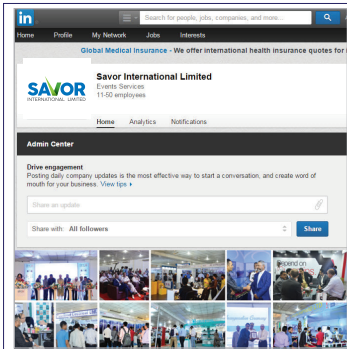 in
Search for people, jobs, companies, and more...
Home Profile My Network Jobs Interests
Global Medical Insurance - We offer international health insurance quotes for
SAVOR
INTERNATIONAL LIMITED
Savor International Limited
Events Services
11-50 employees
Home Analytics Notifications
Admin Center
Drive engagement
Posting daily company updates is the most effective way to start a conversation, and create word of
mouth for your business. View tips
Share an update
Share with: All followers
Share
depend on